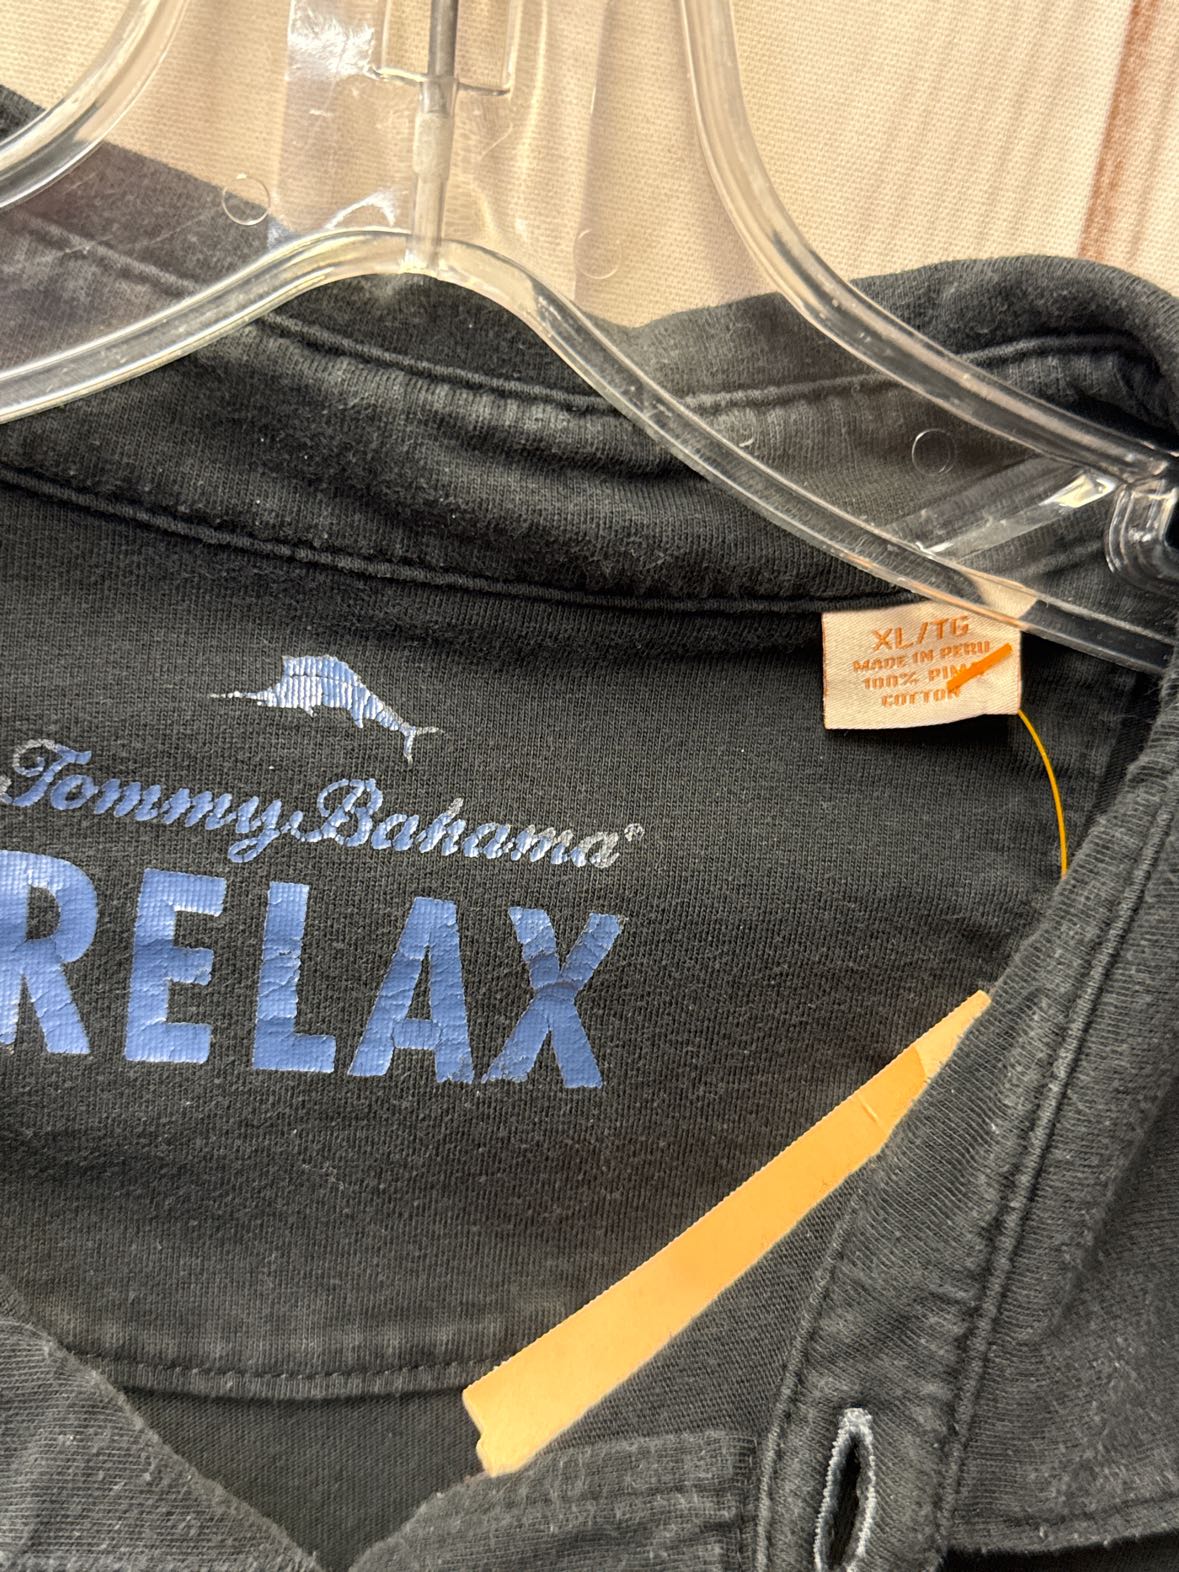 Tommy Bahama®
RELAX
XL/TG
MADE IN PERU
100% PIMA
COTTON